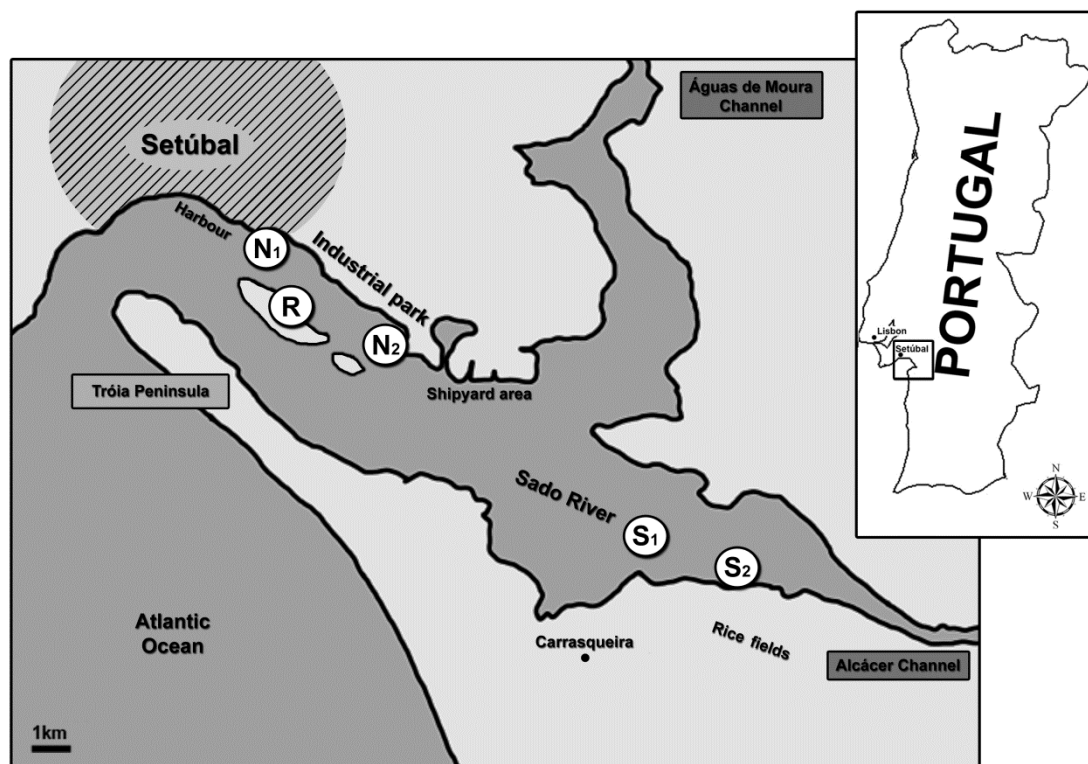 Águas de Moura
Channel
Setúbal
Harbour
N1
Industrial park
R
N2
Tróia Peninsula
Shipyard area
Sado River
S1
S2
Atlantic
Ocean
Carrasqueira
Rice fields
Alcácer Channel
1km
PORTUGAL
Lisbon
Setúbal
N
W E
S